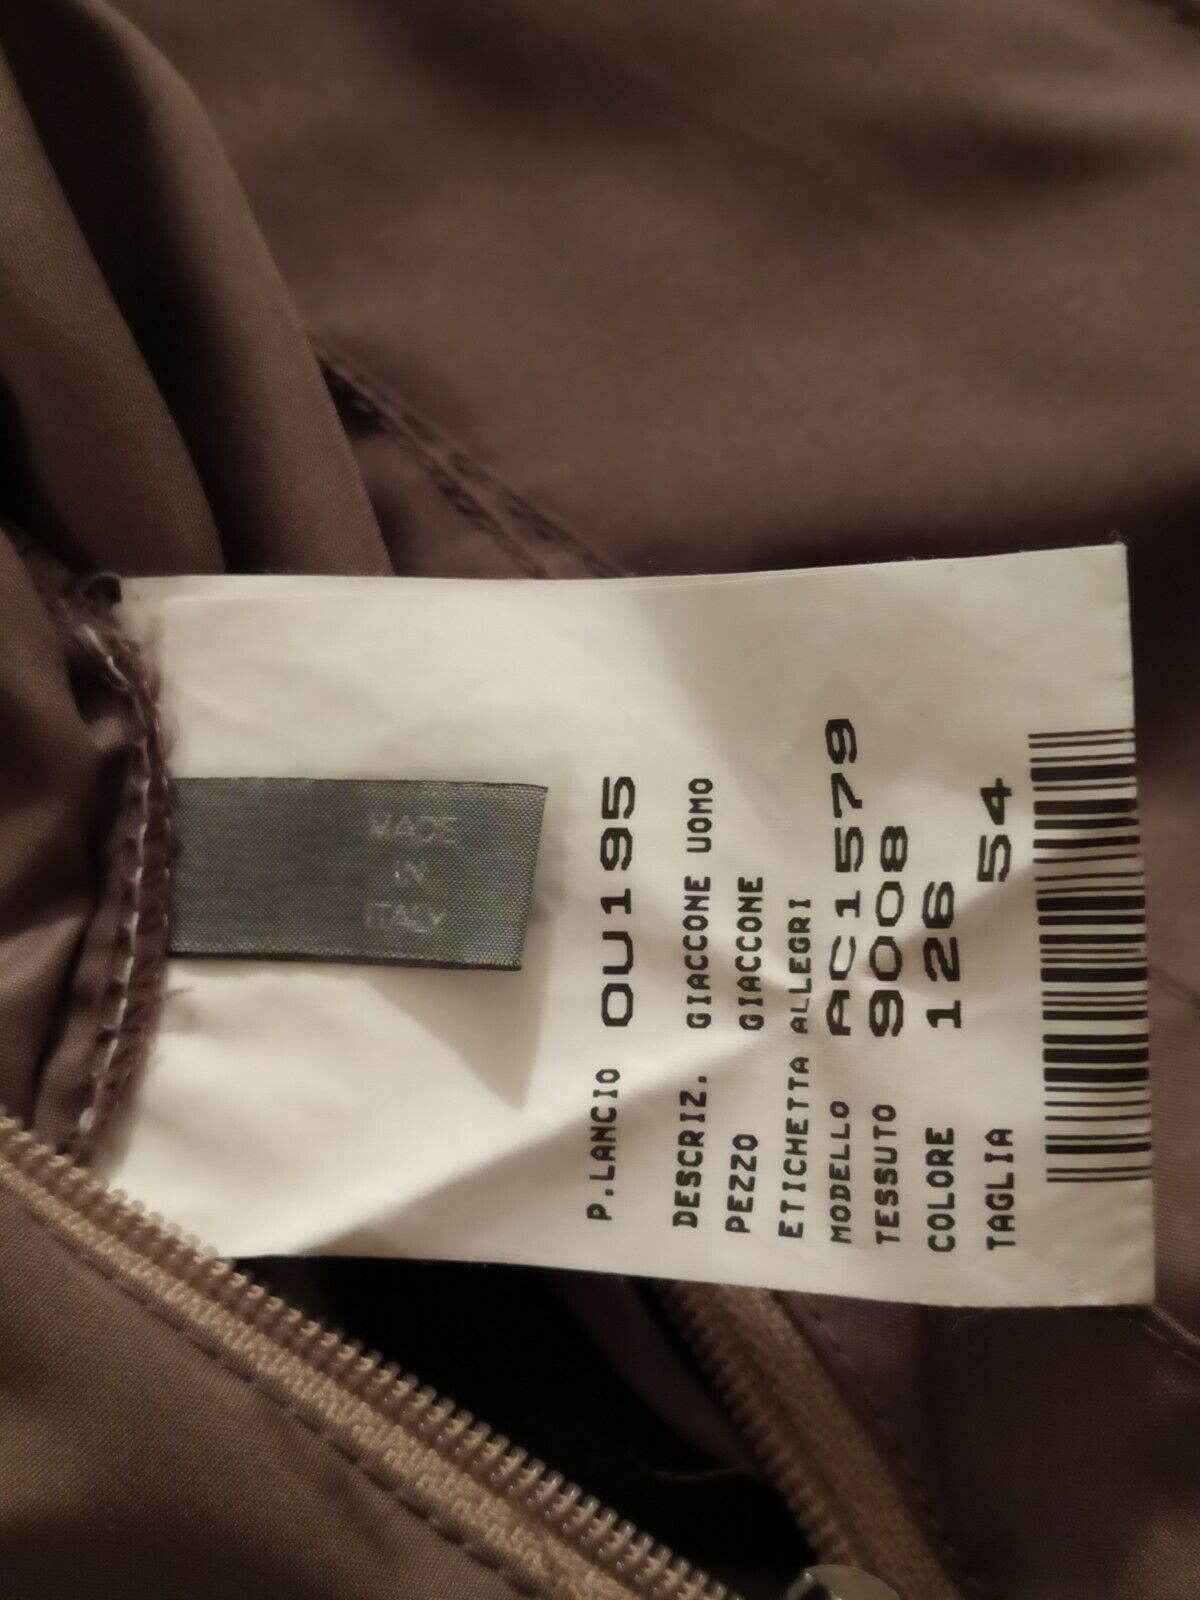 MADE
IN
ITALY
P.LANCIO 0U195
DESCRIZ. GIACCONE UOMO
PEZZO GIACCONE
ETICHETTA ALLEGRI
MODELLO AC1579
TESSUTO 9008
COLORE 126
TAGLIA 54